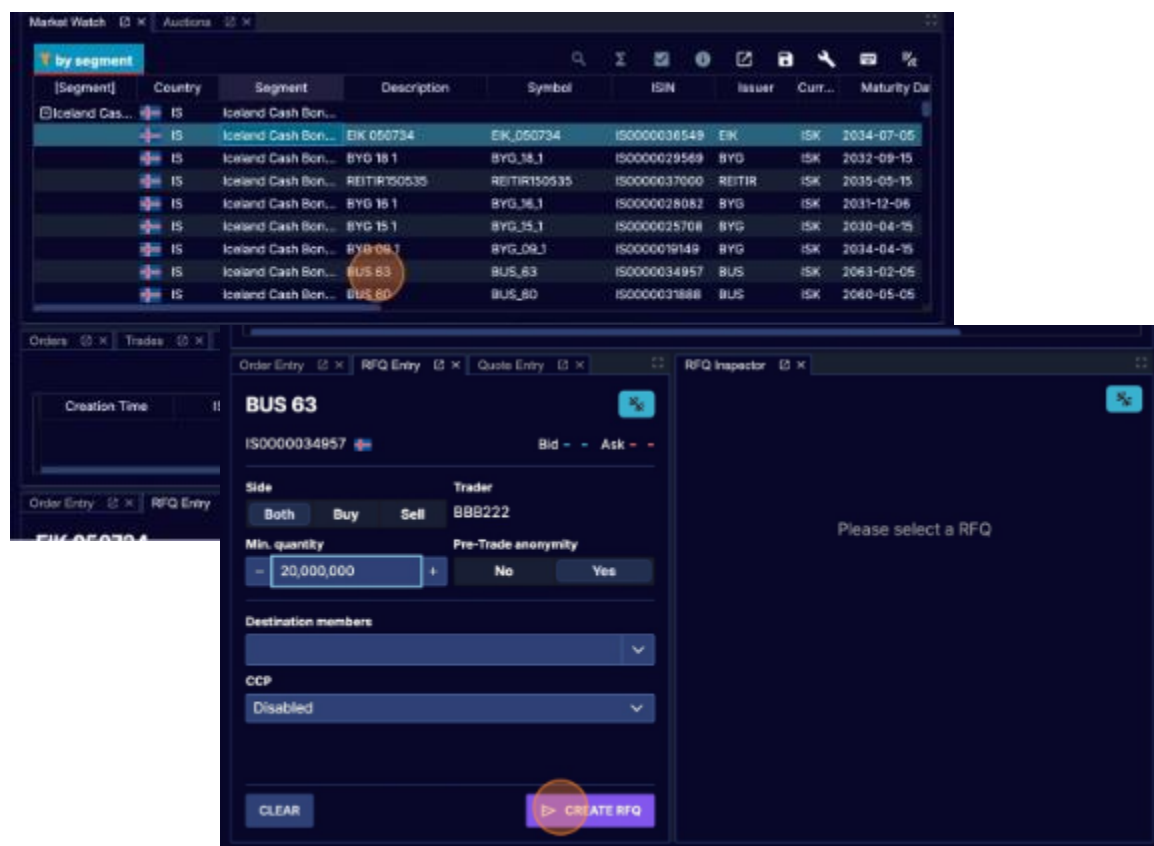 Market Watch Auctions
by segment
[Segment] Country Segment Description Symbol ISIN Issuer Curr... Maturity Da
Iceland Cas... IS Iceland Cash Bon...
IS Iceland Cash Bon... EIK 050734 EIK_050734 IS0000036549 EIK ISK 2034-07-05
IS Iceland Cash Bon... BYG 18 1 BYG_18_1 IS0000029569 BYG ISK 2032-09-15
IS Iceland Cash Bon... REITIR150535 REITIR150535 IS0000037000 REITIR ISK 2035-05-15
IS Iceland Cash Bon... BYG 16 1 BYG_16_1 IS0000028082 BYG ISK 2031-12-06
IS Iceland Cash Bon... BYG 15 1 BYG_15_1 IS0000025708 BYG ISK 2030-04-15
IS Iceland Cash Bon... BYG 09 1 BYG_09_1 IS0000019149 BYG ISK 2034-04-15
IS Iceland Cash Bon... BUS 63 BUS_63 IS0000034957 BUS ISK 2063-02-05
IS Iceland Cash Bon... BUS 60 BUS_60 IS0000031888 BUS ISK 2060-05-05
Orders Trades
Creation Time
Order Entry RFQ Entry
EIK 050734
Order Entry RFQ Entry Quote Entry
BUS 63
IS0000034957 Bid - - Ask - -
Side Trader
Both Buy Sell BBB222
Min. quantity Pre-Trade anonymity
- 20,000,000 + No Yes
Destination members
CCP
Disabled
CLEAR CREATE RFQ
RFQ Inspector
Please select a RFQ